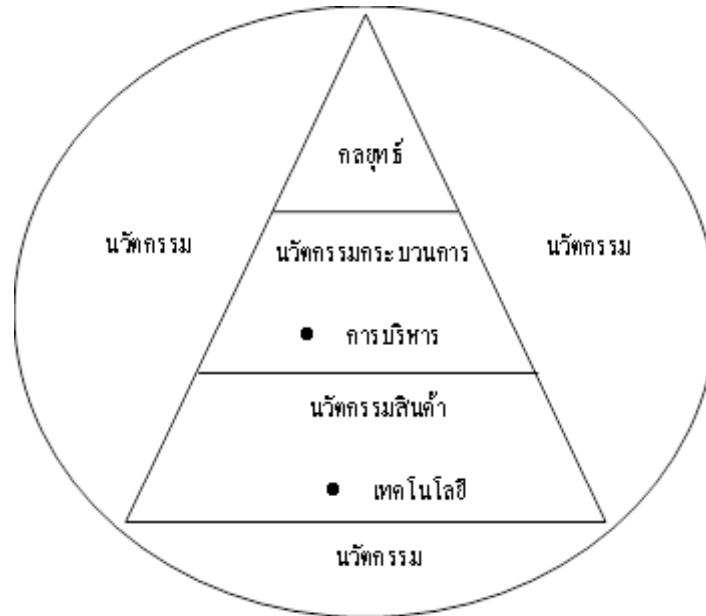 กลยุทธ์
นวัตกรรม
นวัตกรรม
นวัตกรรมกระบวนการ
● การบริหาร
นวัตกรรมสินค้า
● เทคโนโลยี
นวัตกรรม